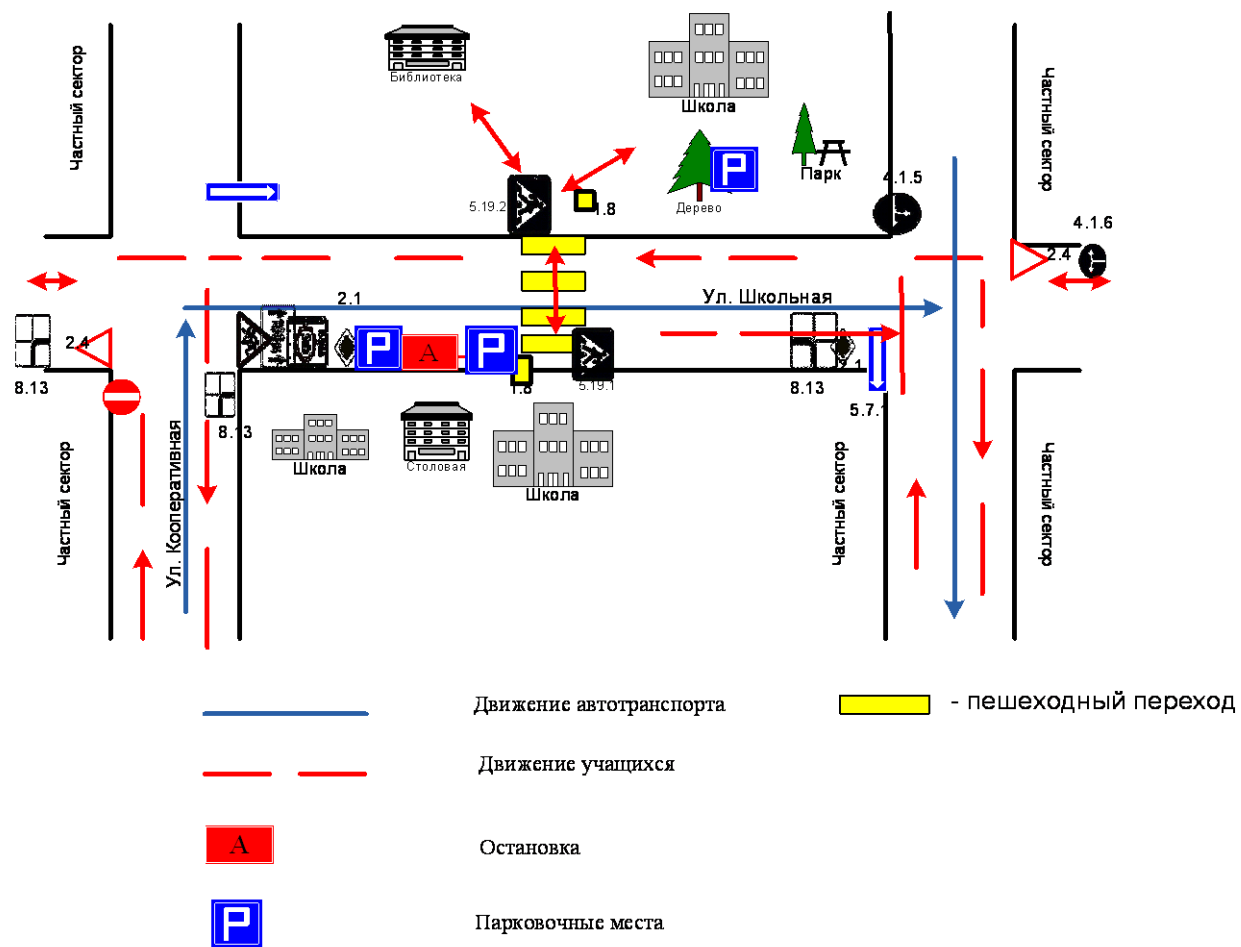 Библиотека
Школа
Частный сектор
Частный сектор
Парк
Дерево
4.1.5
5.19.2
1.8
4.1.6
2.4
2.1
Ул. Школьная
2.4
8.13
P
A
P
P
1.8
5.19.1
8.13
5.7.1
8.13
Школа
Столовая
Школа
Частный сектор
Ул. Кооперативная
Частный сектор
Частный сектор
Движение автотранспорта
- пешеходный переход
Движение учащихся
A
Остановка
P
Парковочные места